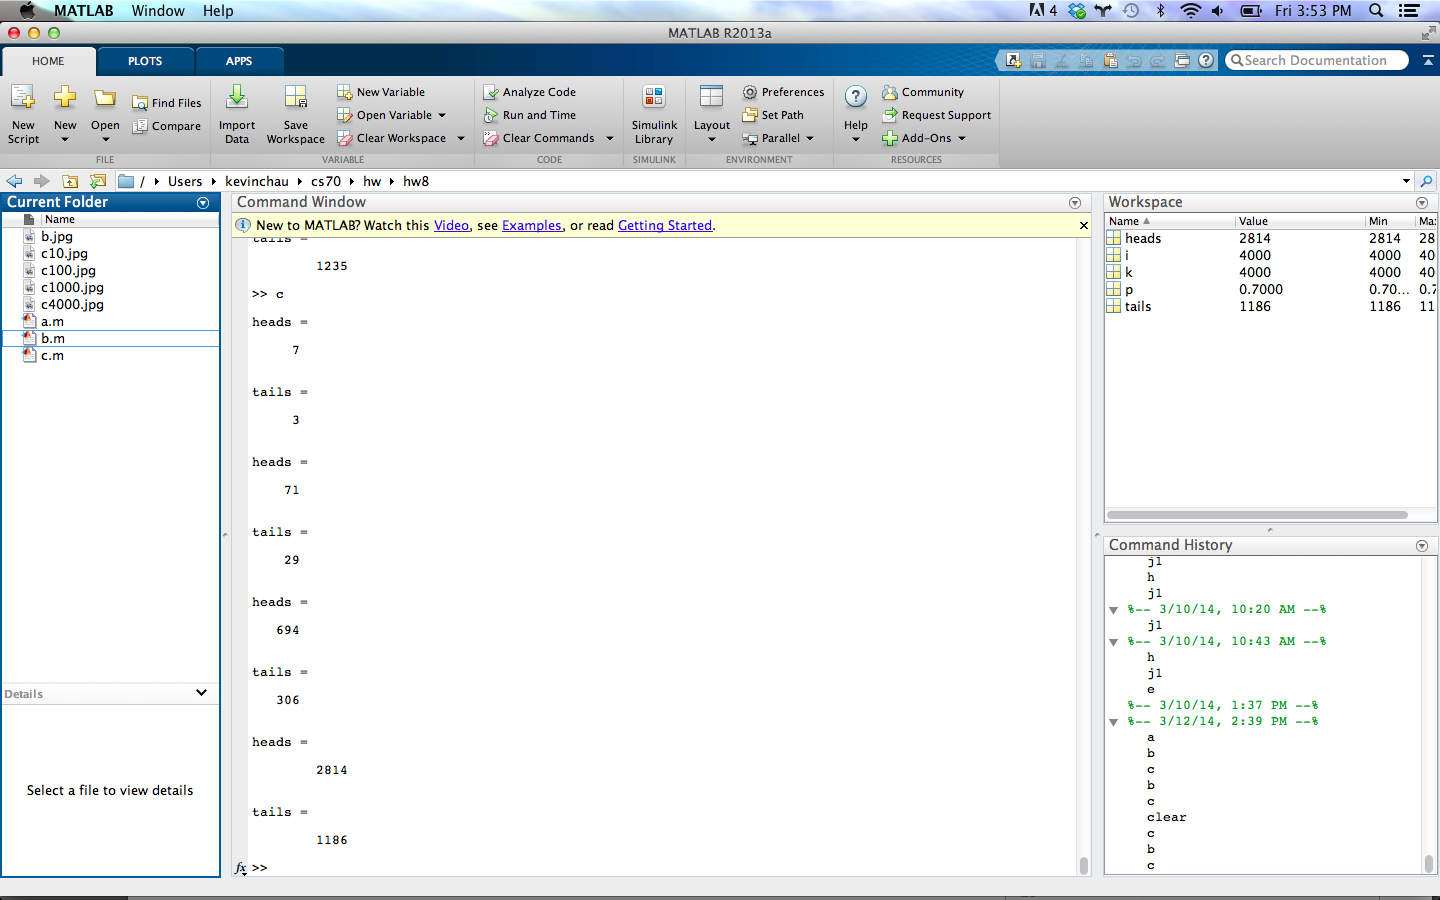 MATLAB Window Help
4 Fri 3:53 PM
MATLAB R2013a
HOME PLOTS APPS
Search Documentation
New Script
New
Open
Find Files
Compare
FILE
Import Data
Save Workspace
New Variable
Open Variable
Clear Workspace
VARIABLE
Analyze Code
Run and Time
Clear Commands
CODE
Simulink Library
SIMULINK
Layout
Preferences
Set Path
Parallel
ENVIRONMENT
Help
Community
Request Support
Add-Ons
RESOURCES
/ Users kevinchau cs70 hw hw8
Current Folder
Name
b.jpg
c10.jpg
c100.jpg
c1000.jpg
c4000.jpg
a.m
b.m
c.m
Details
Select a file to view details
Command Window
New to MATLAB? Watch this Video, see Examples, or read Getting Started.
tails =
1235
>> c
heads =
7
tails =
3
heads =
71
tails =
29
heads =
694
tails =
306
heads =
2814
tails =
1186
fx >>
Workspace
Name Value Min Max
heads 2814 2814 28
i 4000 4000 40
k 4000 4000 40
p 0.7000 0.70... 0.7
tails 1186 1186 11
Command History
jl
h
jl
%-- 3/10/14, 10:20 AM --%
jl
%-- 3/10/14, 10:43 AM --%
h
jl
e
%-- 3/10/14, 1:37 PM --%
%-- 3/12/14, 2:39 PM --%
a
b
c
b
c
clear
c
b
c